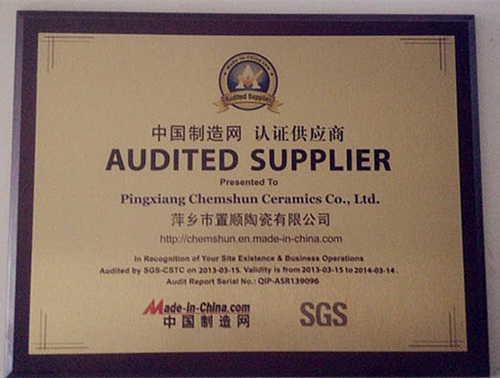 Made-in-China.com
Audited Supplier
中国制造网 认证供应商
AUDITED SUPPLIER
Presented To
Pingxiang Chemshun Ceramics Co., Ltd.
萍乡市置顺陶瓷有限公司
http://chemshun.en.made-in-china.com
In Recognition of Your Site Existence & Business Operations
Audited by SGS-CSTC on 2013-03-15. Validity is from 2013-03-15 to 2014-03-14.
Audit Report Serial No.: QIP-ASR139096
Made-in-China.com
中国制造网
SGS